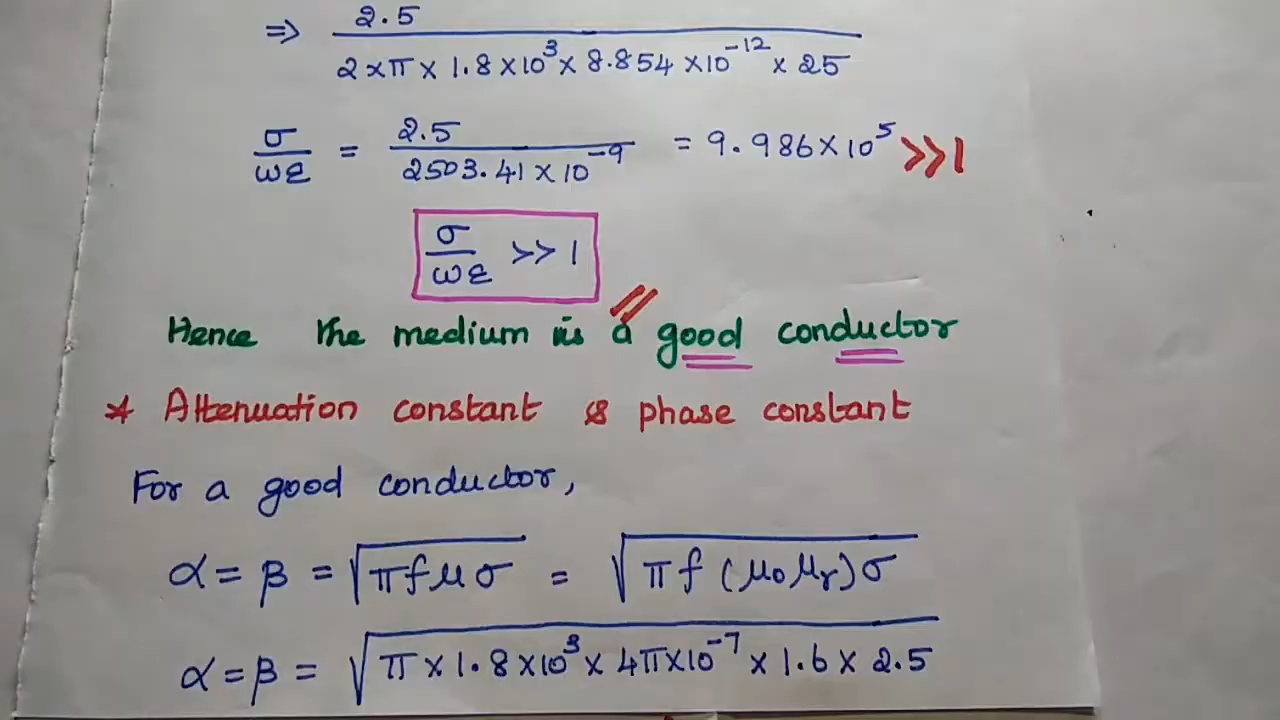 ⇒ 2.5 / 2×π×1.8×10³×8.854×10⁻¹²×25
σ/ωε = 2.5 / 2503.41×10⁻⁹ = 9.986×10⁵ >>1
σ/ωε >> 1
Hence the medium is a good conductor
* Attenuation constant & phase constant
For a good conductor,
α = β = √(πfμσ) = √(πf(μ₀μᵣ)σ)
α = β = √(π×1.8×10³×4π×10⁻⁷×1.6×2.5)